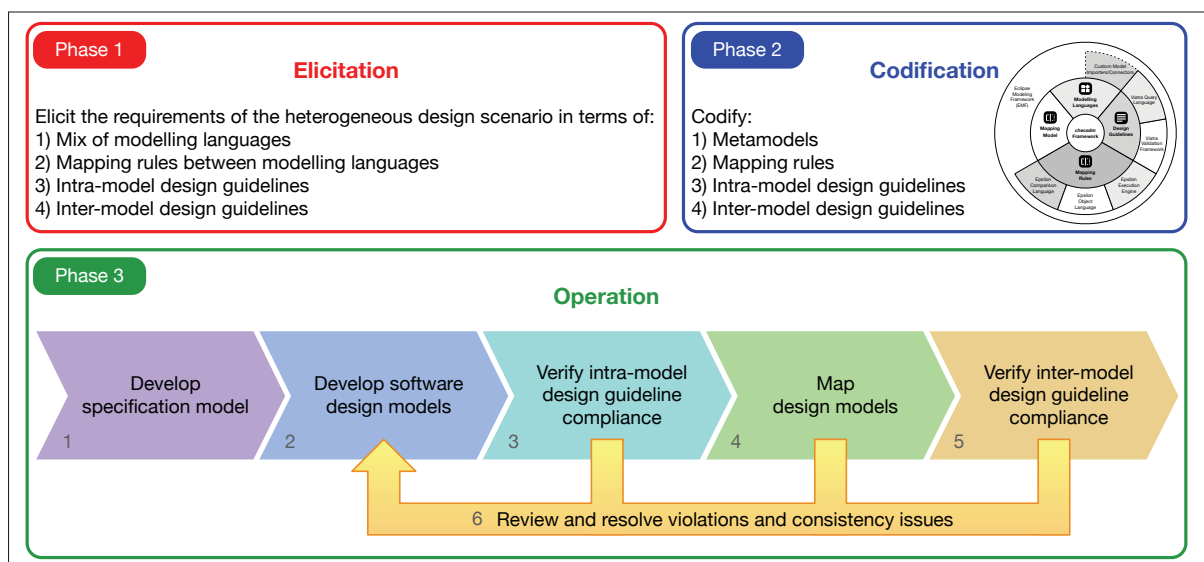 Phase 1
Elicitation
Elicit the requirements of the heterogeneous design scenario in terms of:
1) Mix of modelling languages
2) Mapping rules between modelling languages
3) Intra-model design guidelines
4) Inter-model design guidelines
Phase 2
Codification
Codify:
1) Metamodels
2) Mapping rules
3) Intra-model design guidelines
4) Inter-model design guidelines
Custom Model
Importers/Connectors
Eclipse
Modeling
Framework
(EMF)
Viatra Query
Language
Modelling
Languages
Mapping
Model
checsdm
Framework
Design
Guidelines
Viatra
Validation
Framework
Mapping
Rules
Epsilon
Comparison
Language
Epsilon
Object
Language
Epsilon
Execution
Engine
Phase 3
Operation
Develop
specification model
1
Develop software
design models
2
Verify intra-model
design guideline
compliance
3
Map
design models
4
Verify inter-model
design guideline
compliance
5
6 Review and resolve violations and consistency issues